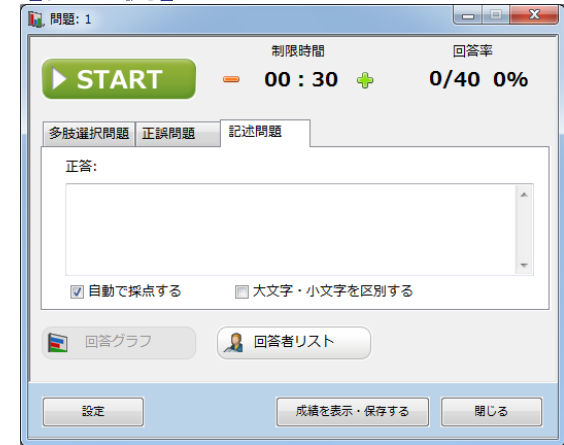 問題: 1
制限時間 回答率
START 00 : 30 0/40 0%
多肢選択問題 正誤問題 記述問題
正答:
自動で採点する 大文字・小文字を区別する
回答グラフ 回答者リスト
設定 成績を表示・保存する 閉じる